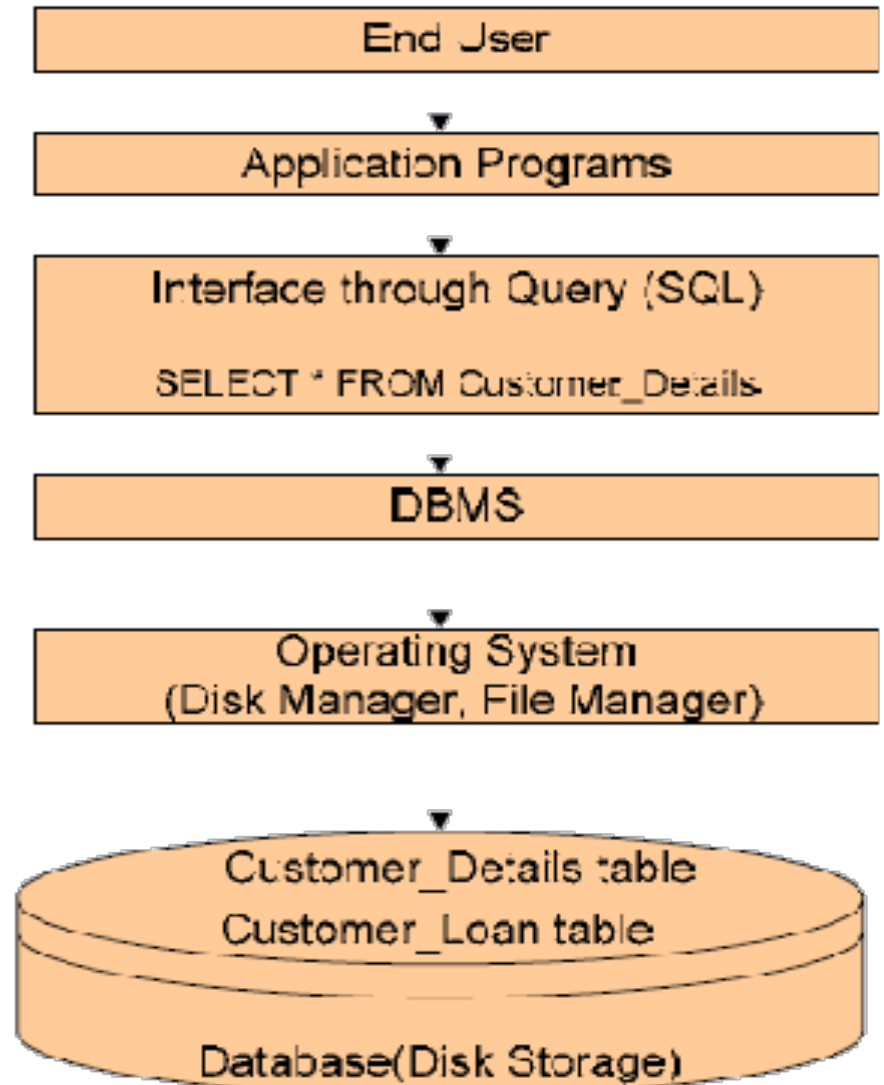 End User
Application Programs
Interface through Query (SQL)
SELECT * FROM Customer_Details
DBMS
Operating System
(Disk Manager, File Manager)
Customer_Details table
Customer_Loan table
Database(Disk Storage)